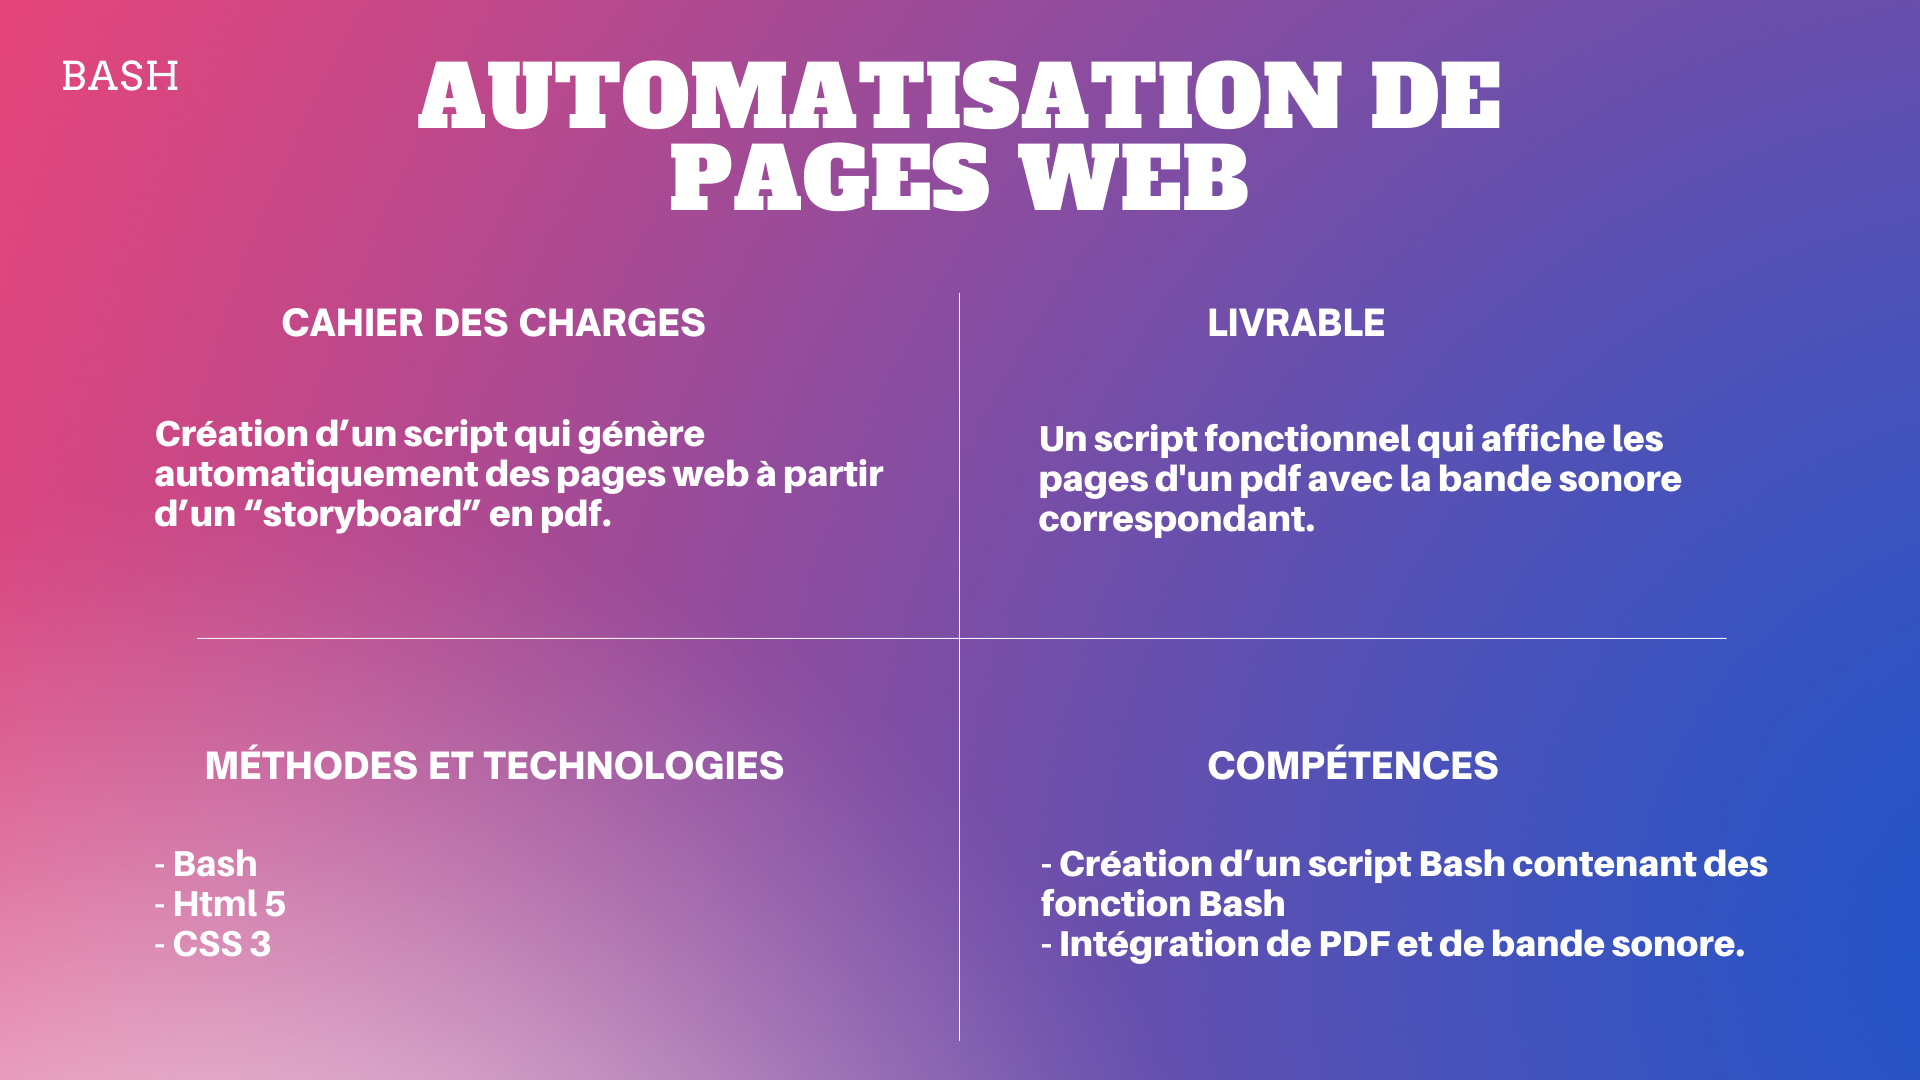 BASH
AUTOMATISATION DE
PAGES WEB
CAHIER DES CHARGES
Création d’un script qui génère
automatiquement des pages web à partir
d’un “storyboard” en pdf.
LIVRABLE
Un script fonctionnel qui affiche les
pages d'un pdf avec la bande sonore
correspondant.
MÉTHODES ET TECHNOLOGIES
- Bash
- Html 5
- CSS 3
COMPÉTENCES
- Création d’un script Bash contenant des
fonction Bash
- Intégration de PDF et de bande sonore.